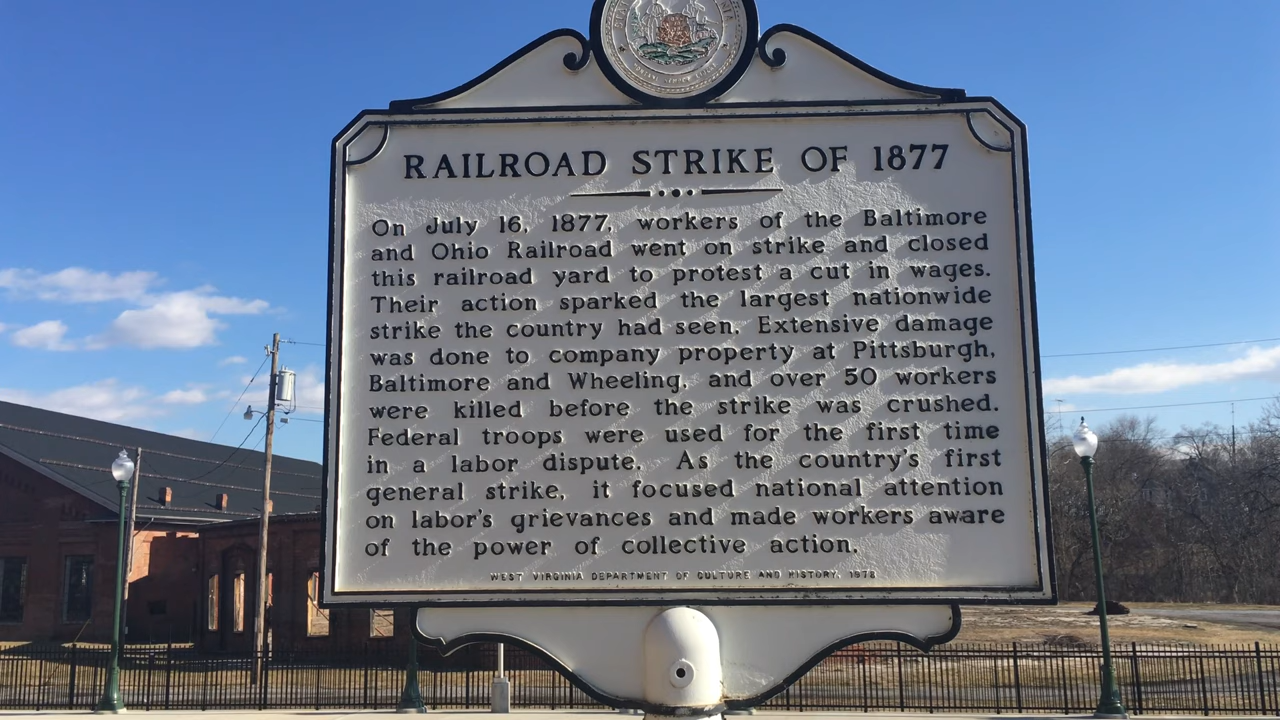 RAILROAD STRIKE OF 1877
On July 16, 1877, workers of the Baltimore
and Ohio Railroad went on strike and closed
this railroad yard to protest a cut in wages.
Their action sparked the largest nationwide
strike the country had seen. Extensive damage
was done to company property at Pittsburgh,
Baltimore and Wheeling, and over 50 workers
were killed before the strike was crushed.
Federal troops were used for the first time
in a labor dispute. As the country's first
general strike, it focused national attention
on labor's grievances and made workers aware
of the power of collective action.
WEST VIRGINIA DEPARTMENT OF CULTURE AND HISTORY, 1978